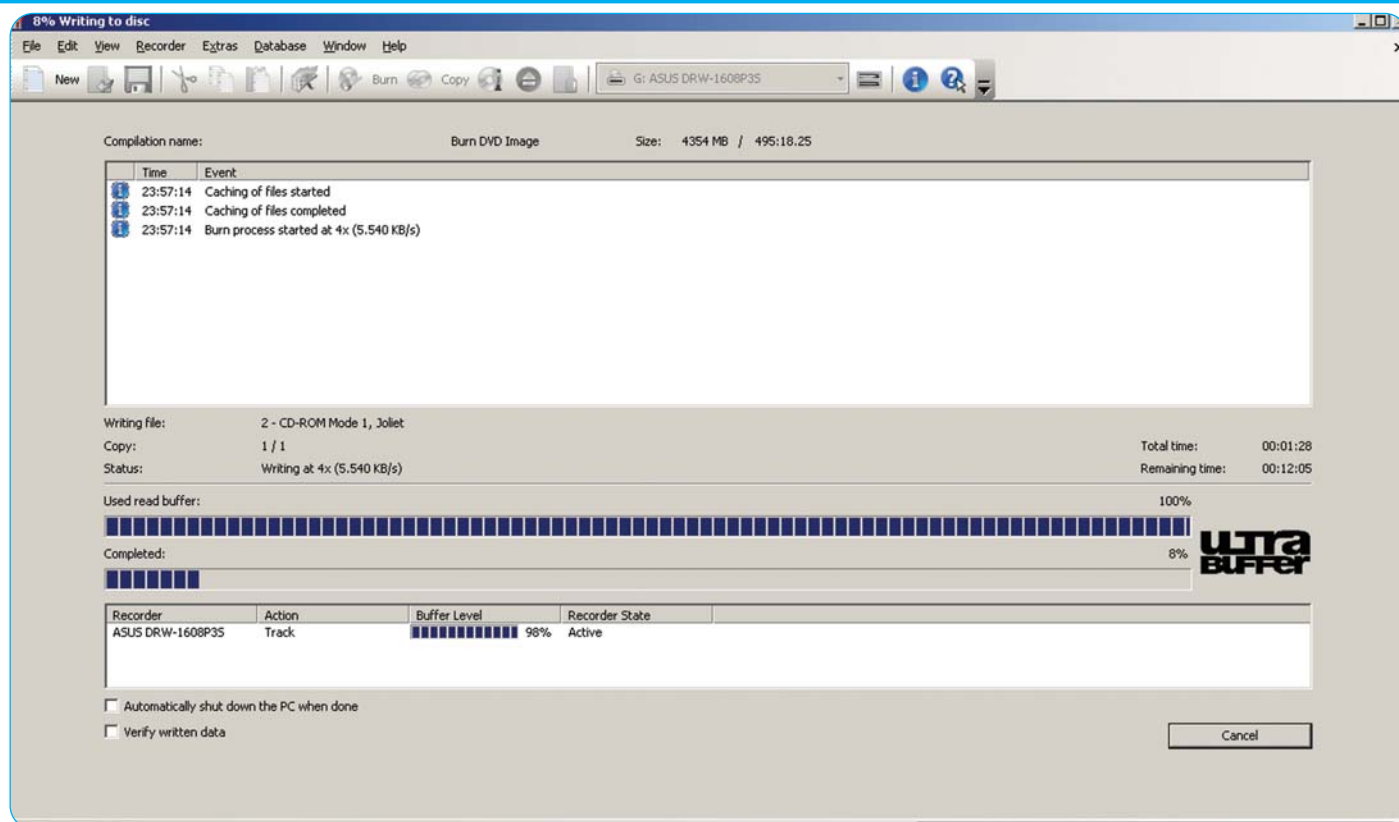 8% Writing to disc
File Edit View Recorder Extras Database Window Help
New Burn Copy G: ASUS DRW-1608P3S
Compilation name: Burn DVD Image Size: 4354 MB / 495:18.25
Time Event
23:57:14 Caching of files started
23:57:14 Caching of files completed
23:57:14 Burn process started at 4x (5.540 KB/s)
Writing file: 2 - CD-ROM Mode 1, Joliet
Copy: 1 / 1 Total time: 00:01:28
Status: Writing at 4x (5.540 KB/s) Remaining time: 00:12:05
Used read buffer: 100%
Completed: 8%
ULTRA
BUFFER
Recorder Action Buffer Level Recorder State
ASUS DRW-1608P3S Track 98% Active
Automatically shut down the PC when done
Verify written data
Cancel